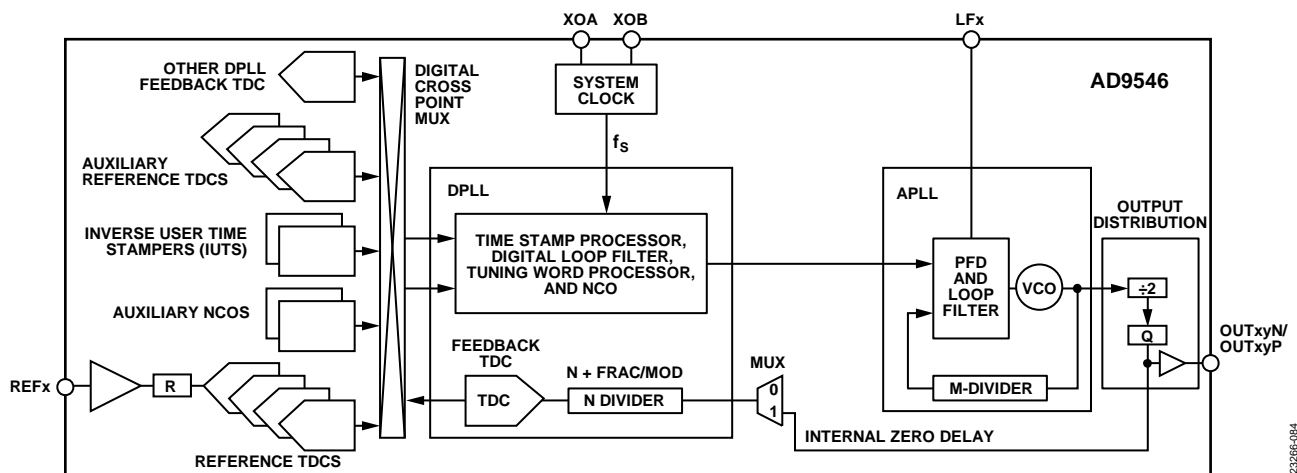 XOA XOB LFx
AD9546
OTHER DPLL
FEEDBACK TDC
DIGITAL
CROSS
POINT
MUX
SYSTEM
CLOCK
fS
AUXILIARY
REFERENCE TDCS
INVERSE USER TIME
STAMPERS (IUTS)
AUXILIARY NCOS
REFx
R
REFERENCE TDCS
DPLL
TIME STAMP PROCESSOR,
DIGITAL LOOP FILTER,
TUNING WORD PROCESSOR,
AND NCO
FEEDBACK
TDC
TDC
N + FRAC/MOD
N DIVIDER
MUX
0
1
INTERNAL ZERO DELAY
APLL
PFD
AND
LOOP
FILTER
VCO
M-DIVIDER
OUTPUT
DISTRIBUTION
÷2
Q
OUTxyN/
OUTxyP
23266-084